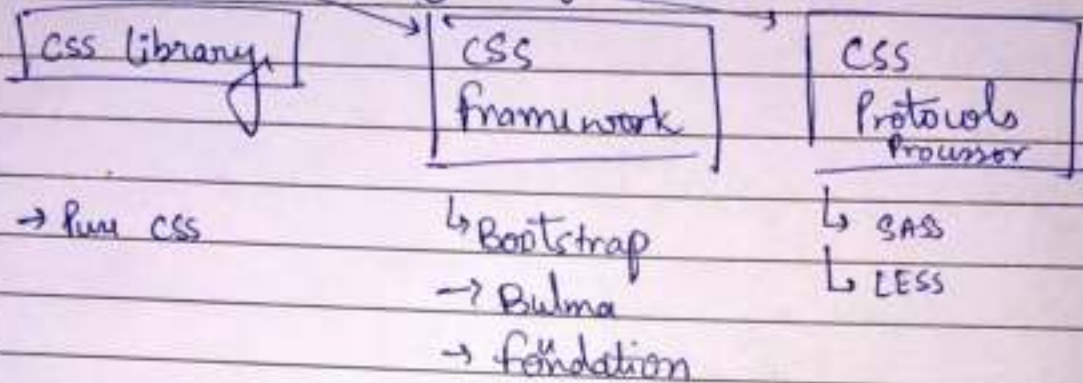 CSS library
CSS
Framework
CSS
Protocols
Processor
→ Pure CSS
↳ Bootstrap
→ Bulma
→ foundation
↳ SASS
↳ LESS